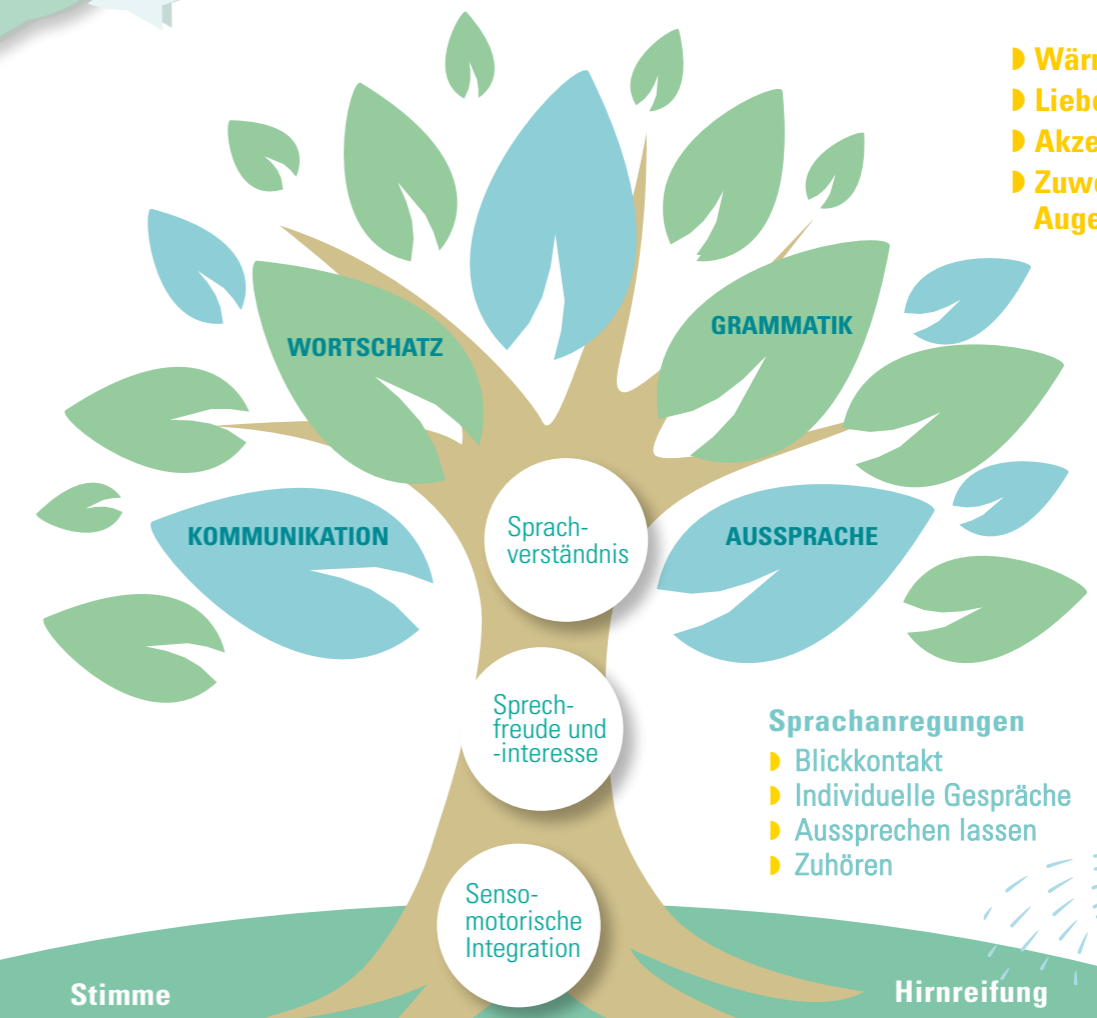 WORTSCHATZ
GRAMMATIK
KOMMUNIKATION
Sprach-
verständnis
AUSSPRACHE
Sprech-
freude und
-interesse
Sprachanregungen
Blickkontakt
Individuelle Gespräche
Aussprechen lassen
Zuhören
Senso-
motorische
Integration
Stimme
Hirnreifung